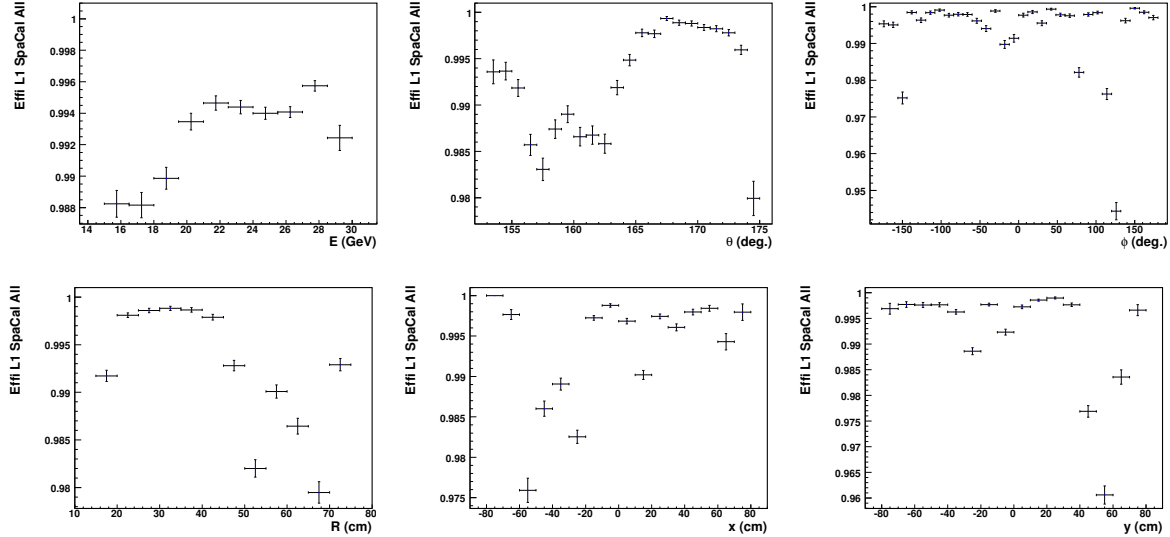 Effi L1 SpaCal All
1
0.998
0.996
0.994
0.992
0.99
0.988
14 16 18 20 22 24 26 28 30
E (GeV)
Effi L1 SpaCal All
1
0.995
0.99
0.985
0.98
155 160 165 170 175
θ (deg.)
Effi L1 SpaCal All
1
0.99
0.98
0.97
0.96
0.95
-150 -100 -50 0 50 100 150
ϕ (deg.)
Effi L1 SpaCal All
1
0.995
0.99
0.985
0.98
10 20 30 40 50 60 70 80
R (cm)
Effi L1 SpaCal All
1
0.995
0.99
0.985
0.98
0.975
-80 -60 -40 -20 0 20 40 60 80
x (cm)
Effi L1 SpaCal All
1
0.995
0.99
0.985
0.98
0.975
0.97
0.965
0.96
-80 -60 -40 -20 0 20 40 60 80
y (cm)